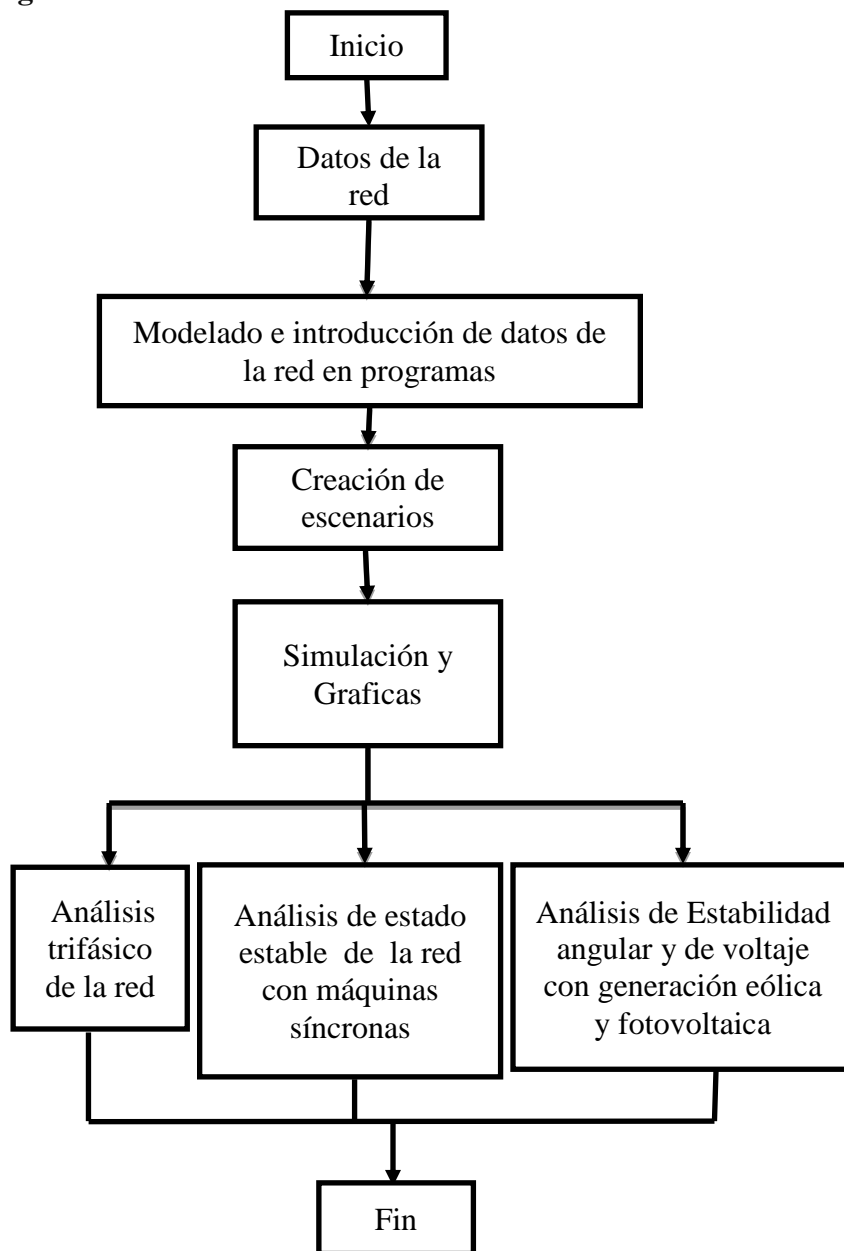 g
Inicio
Datos de la
red
Modelado e introducción de datos de
la red en programas
Creación de
escenarios
Simulación y
Graficas
Análisis
trifásico
de la red
Análisis de estado
estable de la red
con máquinas
síncronas
Análisis de Estabilidad
angular y de voltaje
con generación eólica
y fotovoltaica
Fin